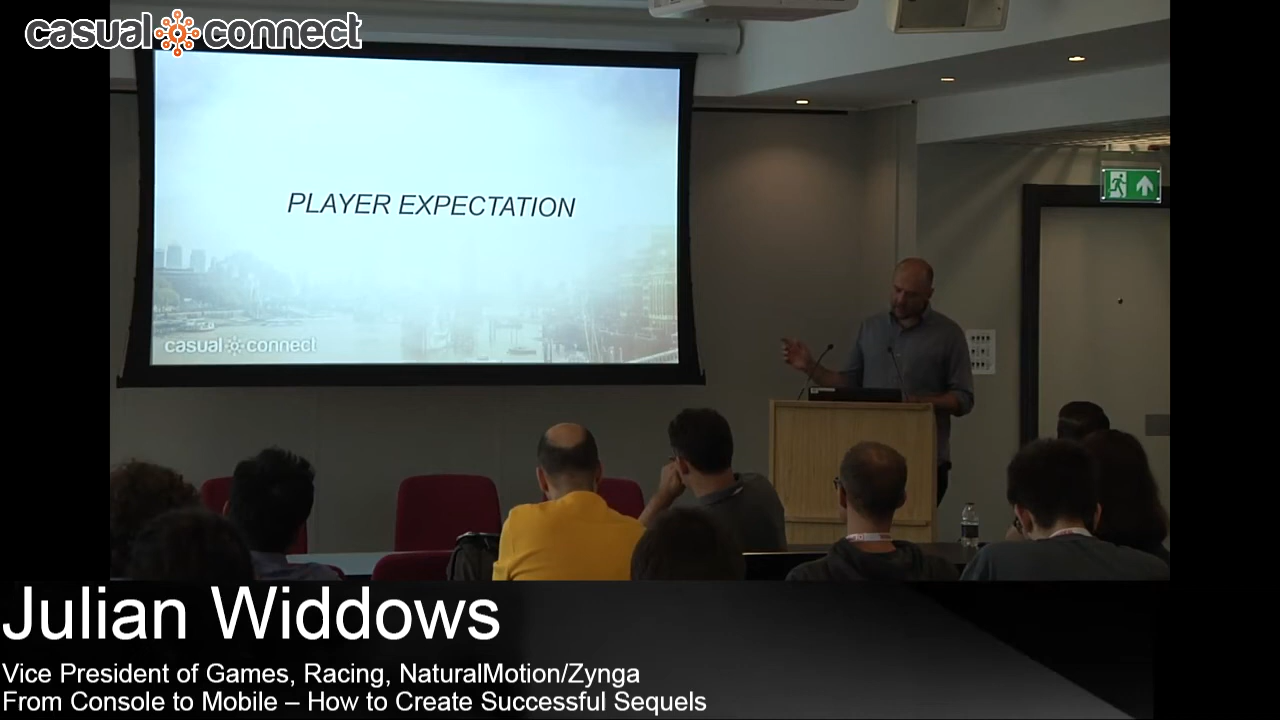 casual connect
PLAYER EXPECTATION
casual connect
Julian Widdows
Vice President of Games, Racing, NaturalMotion/Zynga
From Console to Mobile – How to Create Successful Sequels